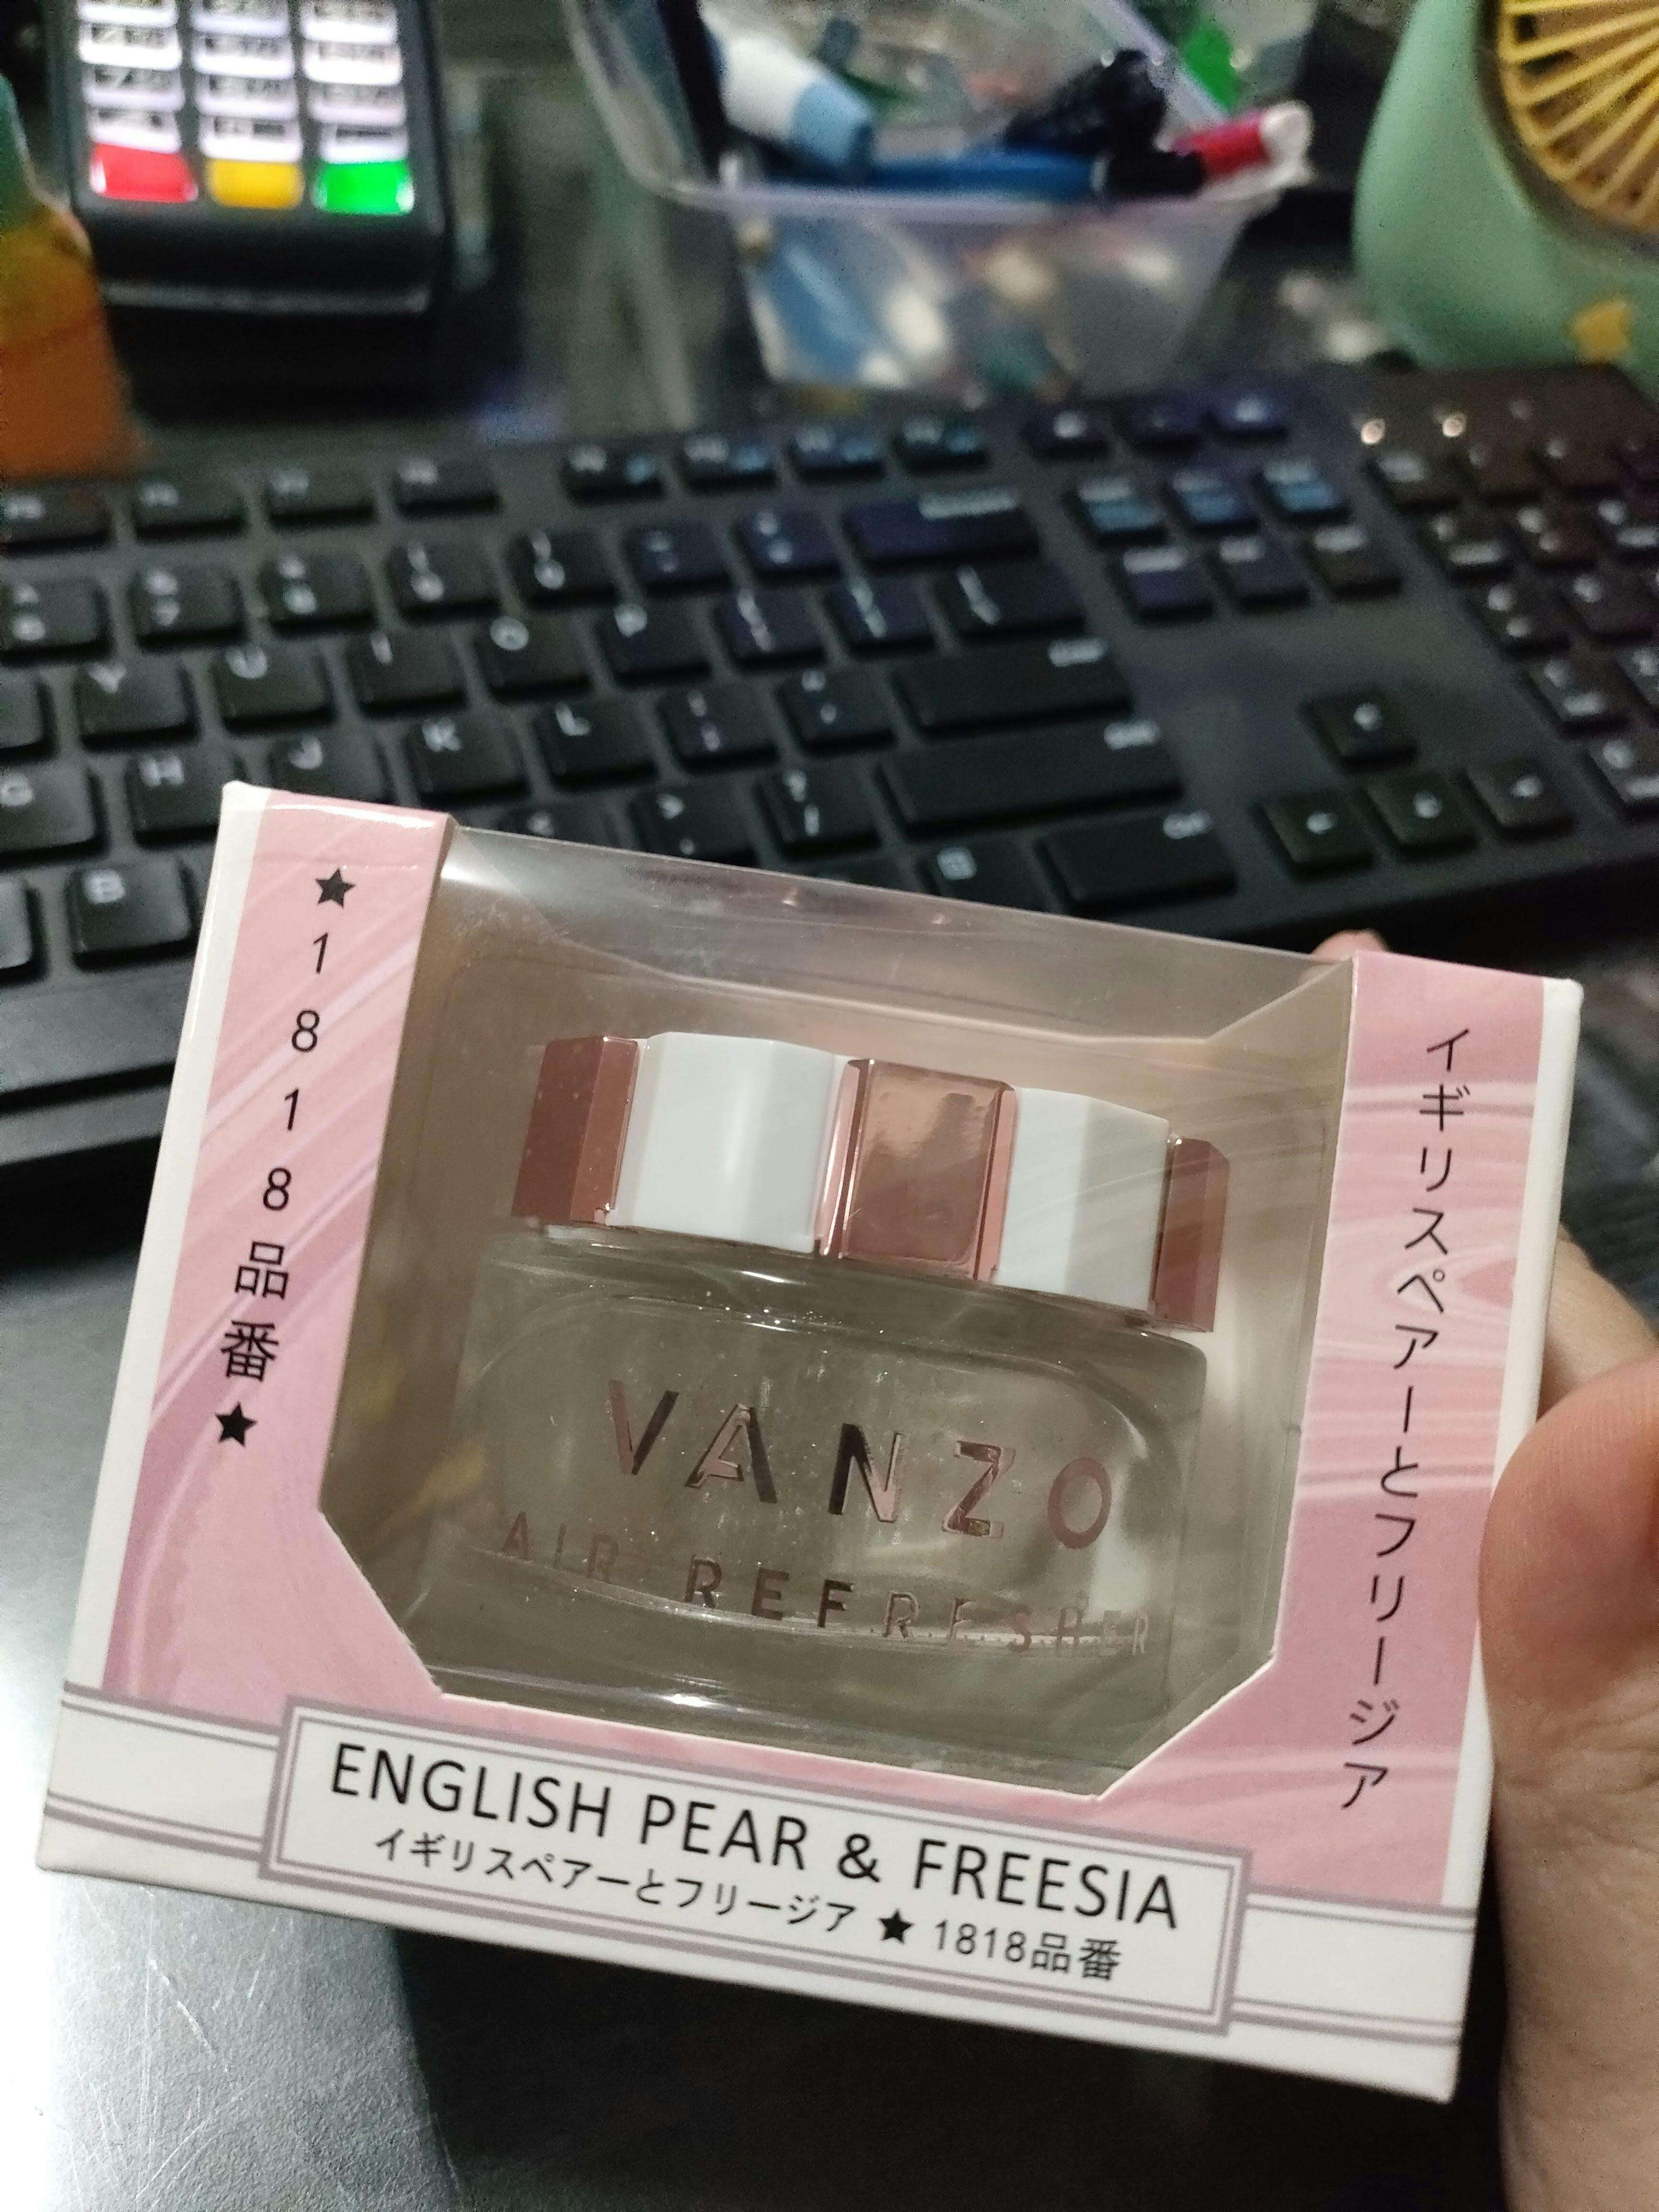 ★1818品番★
イギリスペアーとフリージア
VANZO
AIR REFRESHER
ENGLISH PEAR & FREESIA
イギリスペアーとフリージア ★ 1818品番
Y
U
I
O
P
G
H
J
K
L
B